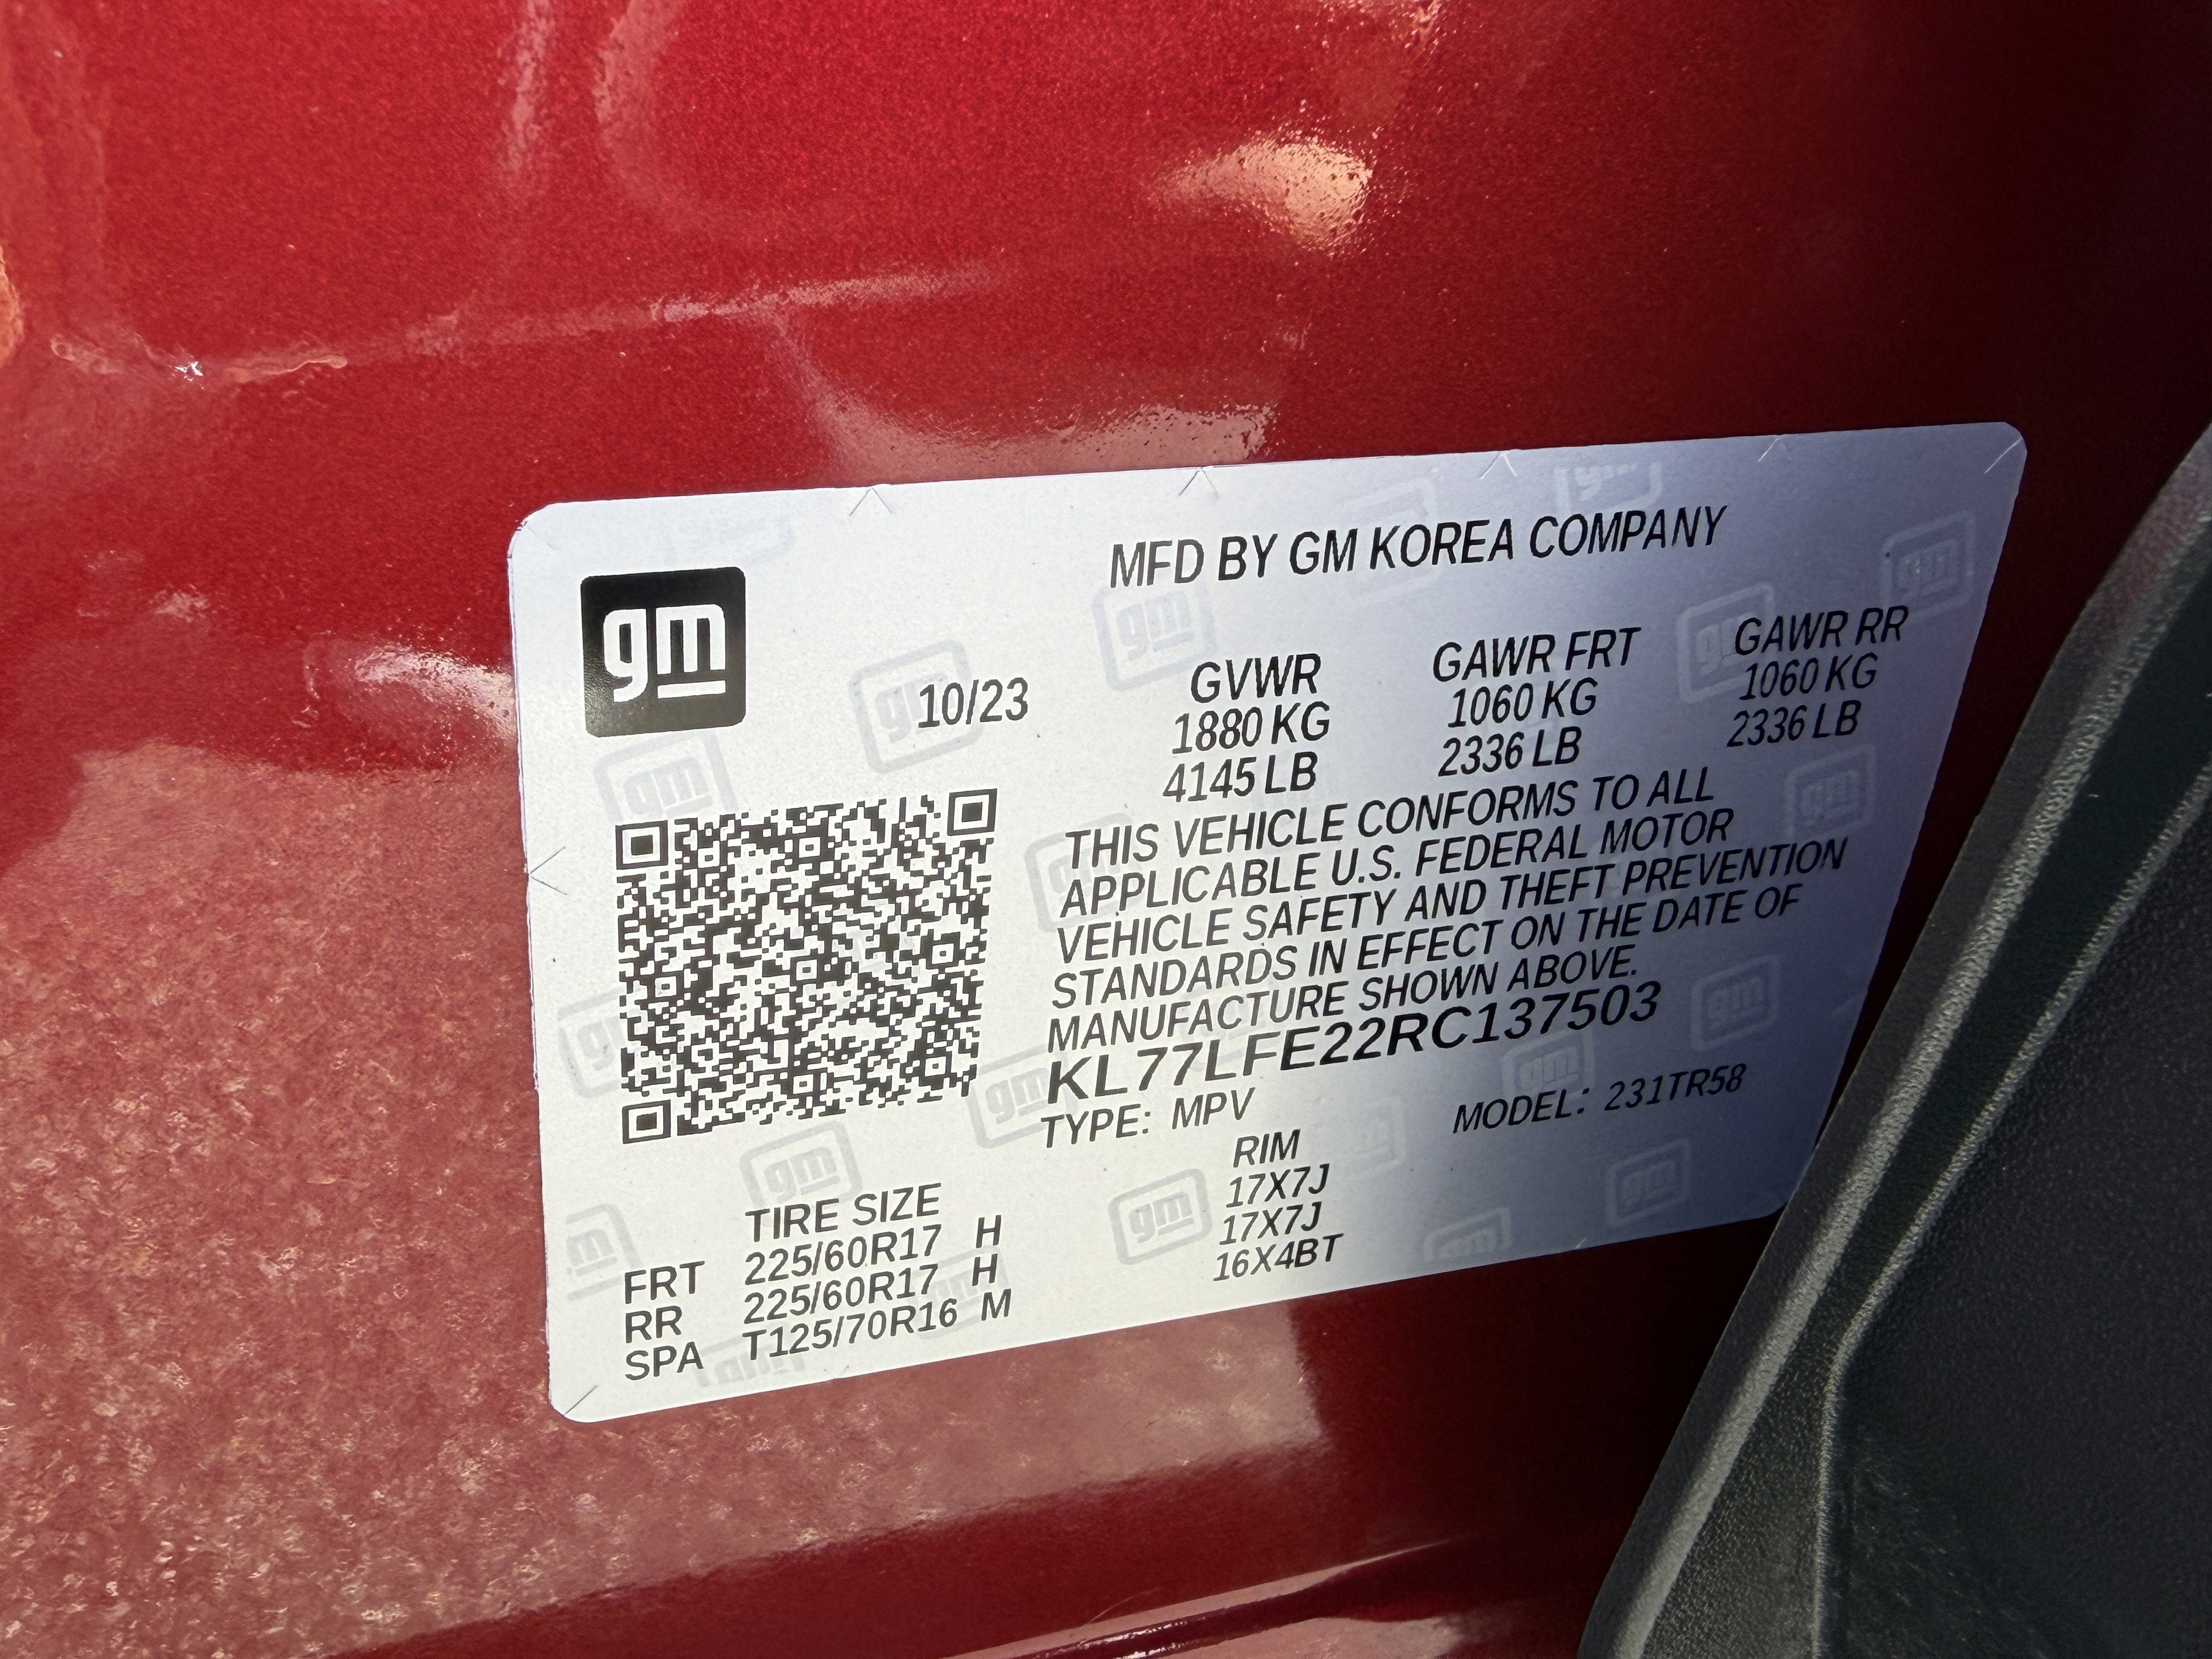 gm
MFD BY GM KOREA COMPANY
10/23
GVWR GAWR FRT GAWR RR
1880 KG 1060 KG 1060 KG
4145 LB 2336 LB 2336 LB
THIS VEHICLE CONFORMS TO ALL
APPLICABLE U.S. FEDERAL MOTOR
VEHICLE SAFETY AND THEFT PREVENTION
STANDARDS IN EFFECT ON THE DATE OF
MANUFACTURE SHOWN ABOVE.
KL77LFE22RC137503
TYPE: MPV MODEL: 231TR58
TIRE SIZE RIM
FRT 225/60R17 H 17X7J
RR 225/60R17 H 17X7J
SPA T125/70R16 M 16X4BT